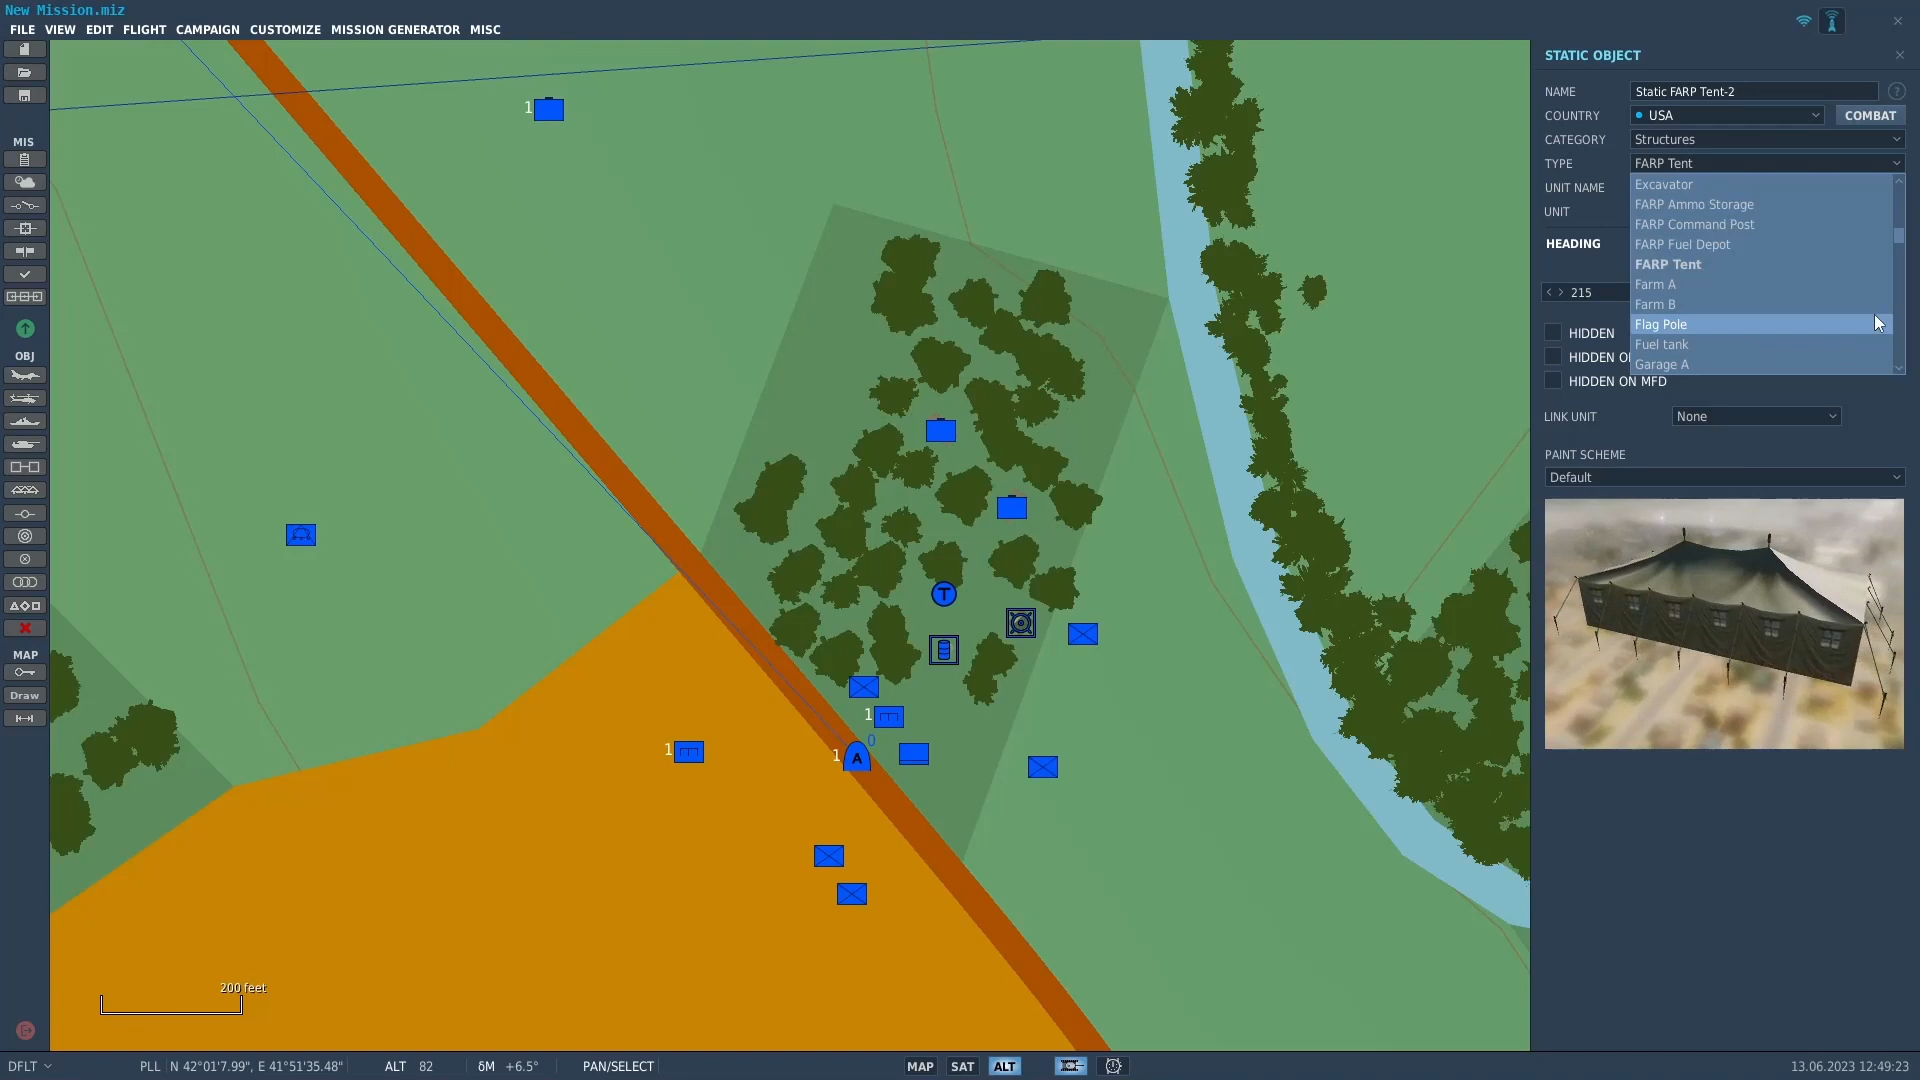 New Mission.miz
FILE VIEW EDIT FLIGHT CAMPAIGN CUSTOMIZE MISSION GENERATOR MISC
MIS
OBJ
MAP
Draw
1
1
1
0
1
T
A
200 feet
STATIC OBJECT
NAME Static FARP Tent-2 ?
COUNTRY USA COMBAT
CATEGORY Structures
TYPE FARP Tent
Excavator
UNIT NAME
FARP Ammo Storage
UNIT
FARP Command Post
HEADING
FARP Fuel Depot
FARP Tent
Farm A
< > 215
Farm B
Flag Pole
HIDDEN
Fuel tank
HIDDEN O
Garage A
HIDDEN ON MFD
LINK UNIT None
PAINT SCHEME
Default
DFLT PLL N 42°01'7.99", E 41°51'35.48" ALT 82 δM +6.5° PAN/SELECT MAP SAT ALT 13.06.2023 12:49:23